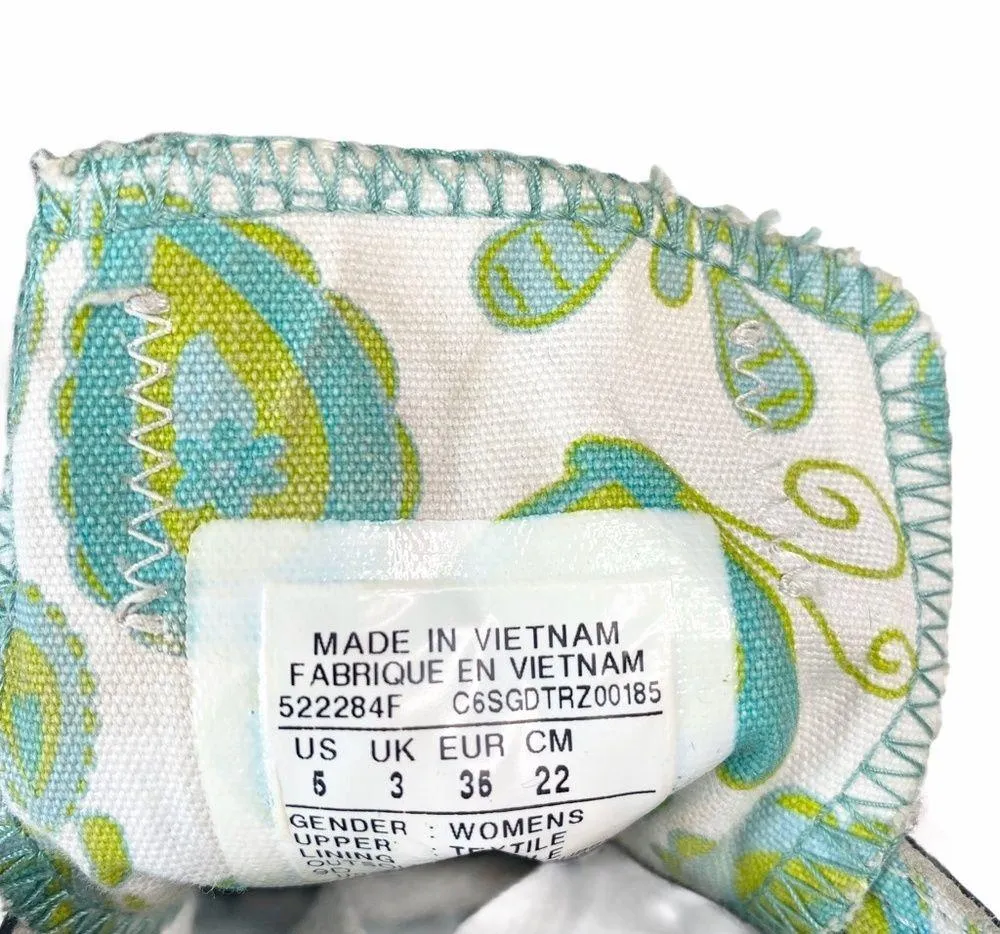 MADE IN VIETNAM
FABRIQUE EN VIETNAM
522284F C6SGDTRZ00185
US UK EUR CM
5 3 35 22
GENDER : WOMENS
UPPER : TEXTILE
LINING